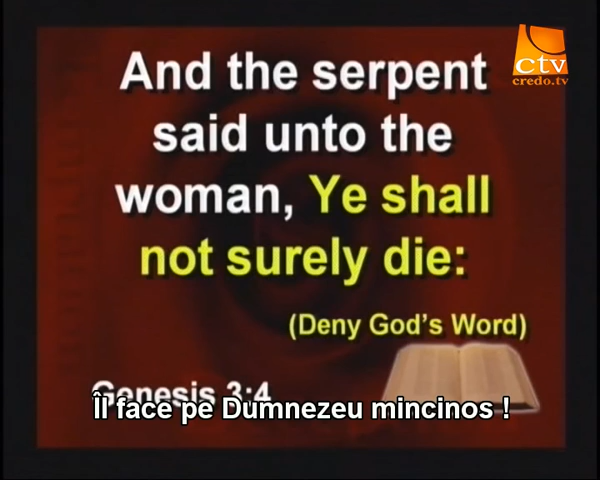 ctv
credo.tv
And the serpent
said unto the
woman, Ye shall
not surely die:
(Deny God's Word)
Genesis 3:4
Îl face pe Dumnezeu mincinos !